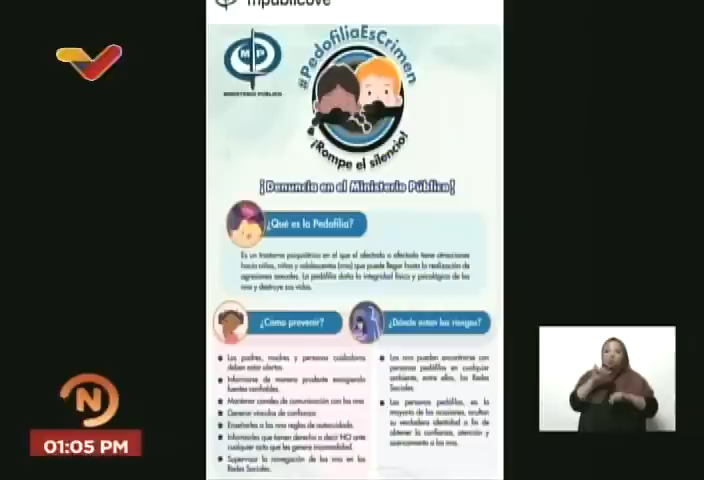 mpublicove
MP
MINISTERIO PÚBLICO
#PedofiliaEsCrimen
¡Rompe el silencio!
¡Denuncia en el Ministerio Público!
¿Qué es la Pedofilia?
Es un trastorno psiquiátrico en el que el afectado o afectada tiene atracciones
hacia niños, niñas y adolescentes (nna) que puede llegar hasta la realización de
agresiones sexuales. La pedofilia daña la integridad física y psicológica de los
nna y destruye sus vidas.
¿Cómo prevenir?
Los padres, madres y personas cuidadoras
deben estar alertas.
Informarse de manera prudente escogiendo
fuentes confiables.
Mantener canales de comunicación con los nna
Generar vínculos de confianza
Enseñarles a los nna reglas de autocuidado.
Informarles que tienen derecho a decir NO ante
cualquier acto que les genere incomodidad.
Supervisar la navegación de los nna en las
Redes Sociales.
¿Dónde están los riesgos?
Los nna pueden encontrarse con
personas pedófilas en cualquier
ambiente, entre ellos, las Redes
Sociales.
Las personas pedófilas, en la
mayoría de las ocasiones, ocultan
su verdadera identidad a fin de
obtener la confianza, atención y
acercamiento a los nna.
N
01:05 PM